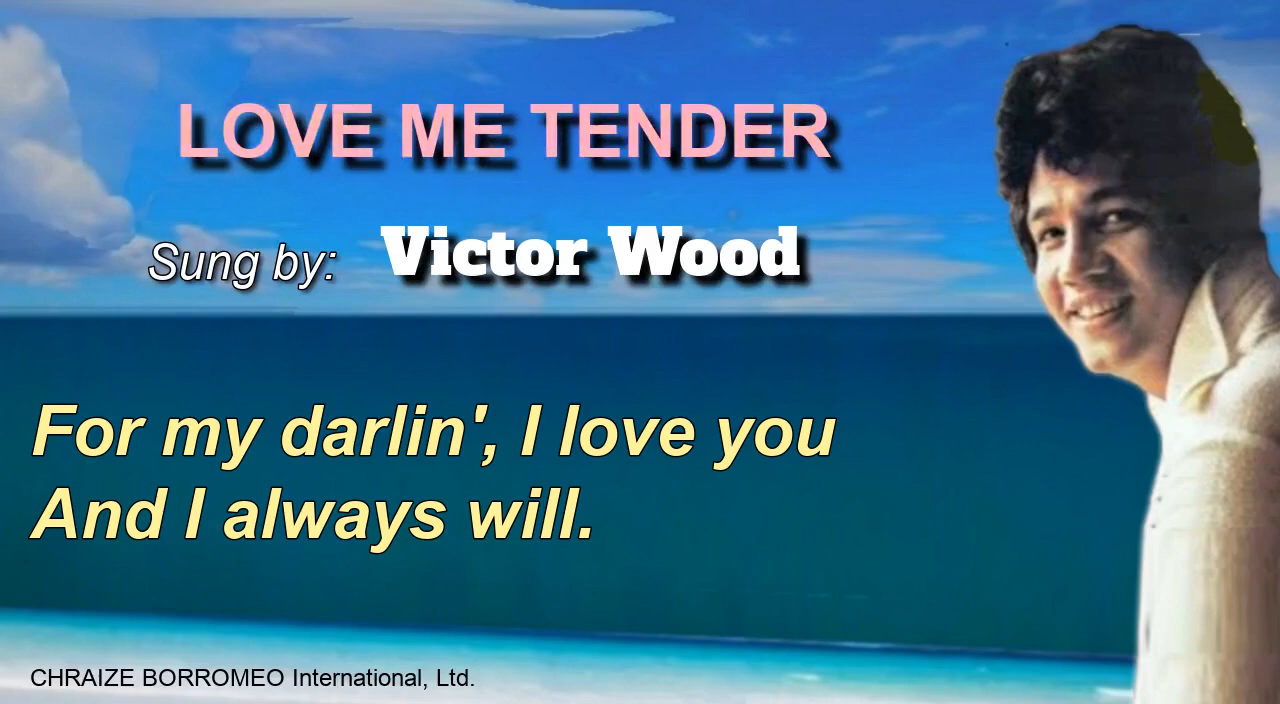 LOVE ME TENDER
Sung by: Victor Wood
For my darlin', I love you
And I always will.
CHRAIZE BORROMEO International, Ltd.